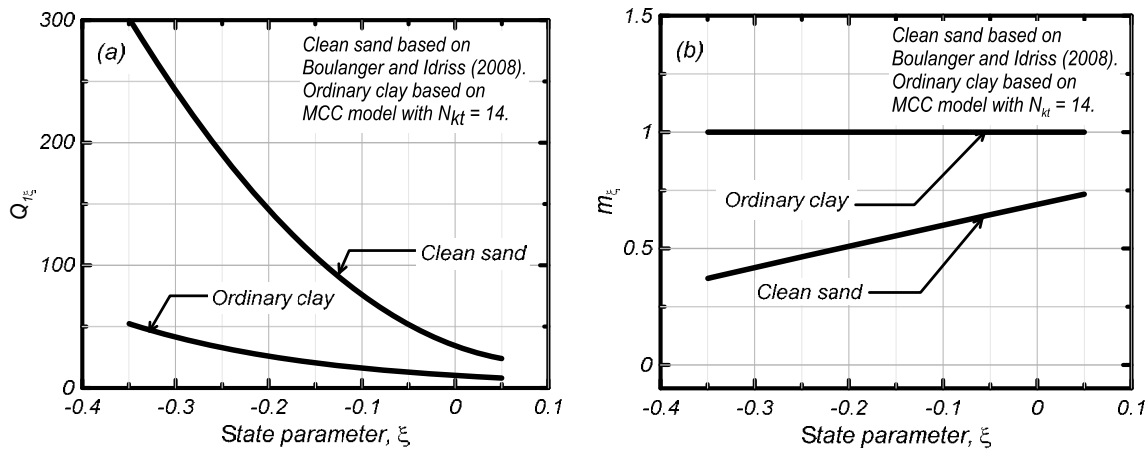 300
200
100
0
-0.4
-0.3
-0.2
-0.1
0
0.1
Q1ξ
State parameter, ξ
(a)
Clean sand based on
Boulanger and Idriss (2008).
Ordinary clay based on
MCC model with Nkt = 14.
Clean sand
Ordinary clay
1.5
1
0.5
0
-0.4
-0.3
-0.2
-0.1
0
0.1
mξ
State parameter, ξ
(b)
Clean sand based on
Boulanger and Idriss (2008).
Ordinary clay based on
MCC model with Nkt = 14.
Ordinary clay
Clean sand